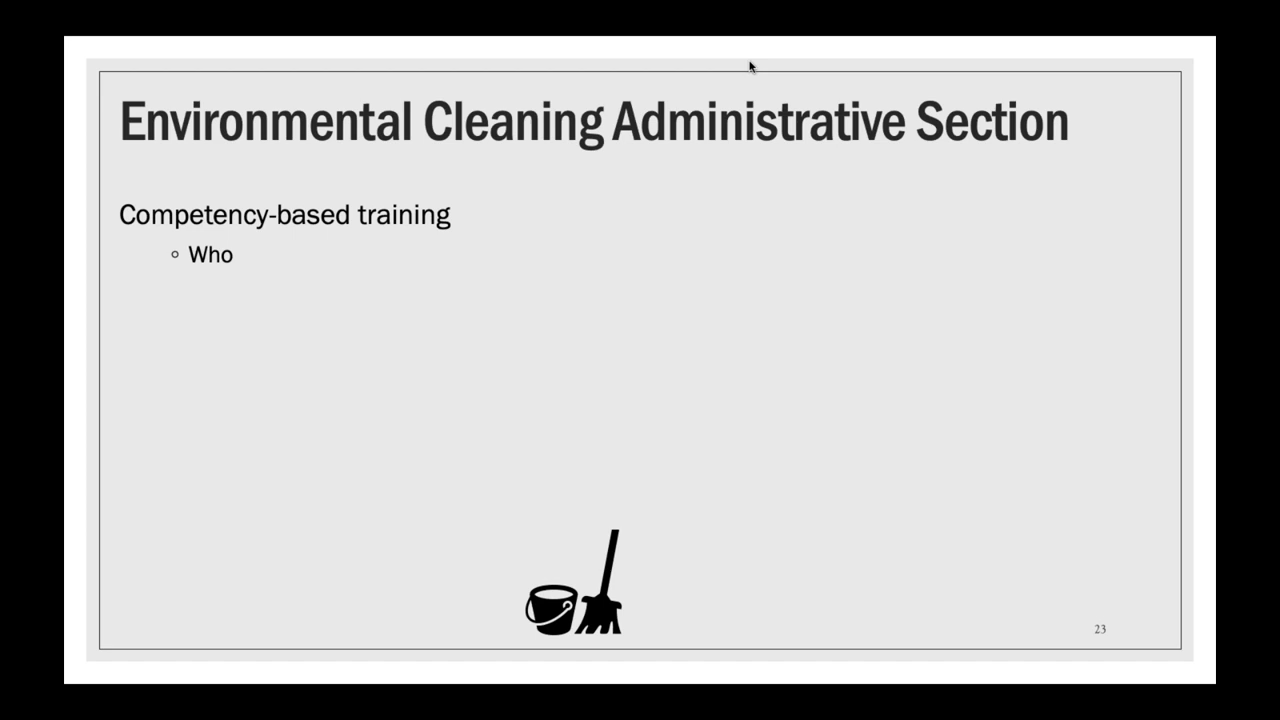 Environmental Cleaning Administrative Section
Competency-based training
◦ Who
23